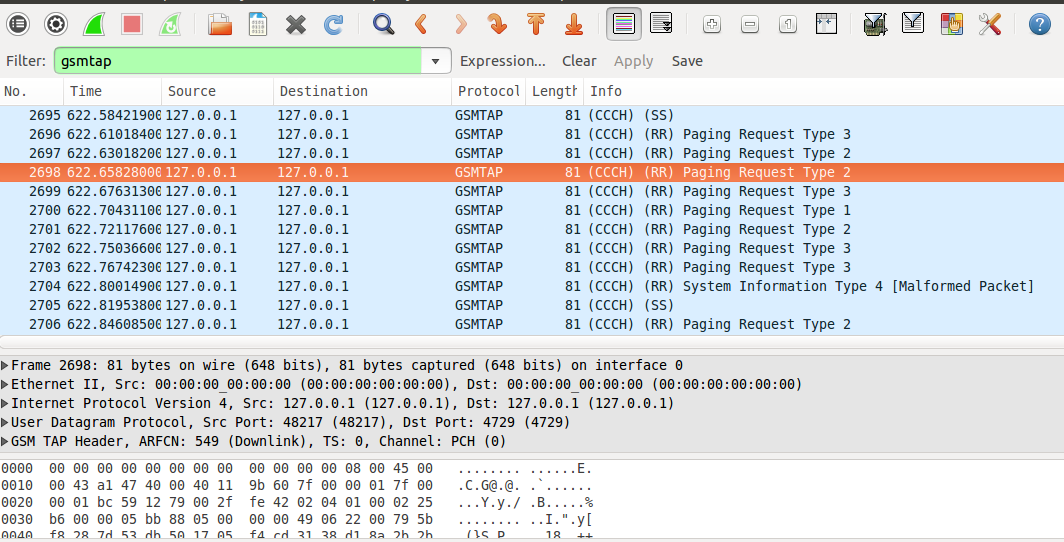 Filter: gsmtap Expression... Clear Apply Save
No. Time Source Destination Protocol Length Info
2695 622.58421900 127.0.0.1 127.0.0.1 GSMTAP 81 (CCCH) (SS)
2696 622.61018400 127.0.0.1 127.0.0.1 GSMTAP 81 (CCCH) (RR) Paging Request Type 3
2697 622.63018200 127.0.0.1 127.0.0.1 GSMTAP 81 (CCCH) (RR) Paging Request Type 2
2698 622.65828000 127.0.0.1 127.0.0.1 GSMTAP 81 (CCCH) (RR) Paging Request Type 2
2699 622.67631300 127.0.0.1 127.0.0.1 GSMTAP 81 (CCCH) (RR) Paging Request Type 3
2700 622.70431100 127.0.0.1 127.0.0.1 GSMTAP 81 (CCCH) (RR) Paging Request Type 1
2701 622.72117600 127.0.0.1 127.0.0.1 GSMTAP 81 (CCCH) (RR) Paging Request Type 2
2702 622.75036600 127.0.0.1 127.0.0.1 GSMTAP 81 (CCCH) (RR) Paging Request Type 3
2703 622.76742300 127.0.0.1 127.0.0.1 GSMTAP 81 (CCCH) (RR) Paging Request Type 3
2704 622.80014900 127.0.0.1 127.0.0.1 GSMTAP 81 (CCCH) (RR) System Information Type 4 [Malformed Packet]
2705 622.81953800 127.0.0.1 127.0.0.1 GSMTAP 81 (CCCH) (SS)
2706 622.84608500 127.0.0.1 127.0.0.1 GSMTAP 81 (CCCH) (RR) Paging Request Type 2
Frame 2698: 81 bytes on wire (648 bits), 81 bytes captured (648 bits) on interface 0
Ethernet II, Src: 00:00:00_00:00:00 (00:00:00:00:00:00), Dst: 00:00:00_00:00:00 (00:00:00:00:00:00)
Internet Protocol Version 4, Src: 127.0.0.1 (127.0.0.1), Dst: 127.0.0.1 (127.0.0.1)
User Datagram Protocol, Src Port: 48217 (48217), Dst Port: 4729 (4729)
GSM TAP Header, ARFCN: 549 (Downlink), TS: 0, Channel: PCH (0)
0000 00 00 00 00 00 00 00 00 00 00 00 00 08 00 45 00 ........ ......E.
0010 00 43 a1 47 40 00 40 11 9b 60 7f 00 00 01 7f 00 .C.G@.@. .`......
0020 00 01 bc 59 12 79 00 2f fe 42 02 04 01 00 02 25 ...Y.y./ .B.....%
0030 b6 00 00 05 bb 88 05 00 00 00 49 06 22 00 79 5b ........ ..I.".y[
0040 f8 28 7d 53 db 50 17 05 f4 cd 31 38 d1 8a 2b 2b .(}S.P.. ..18..++